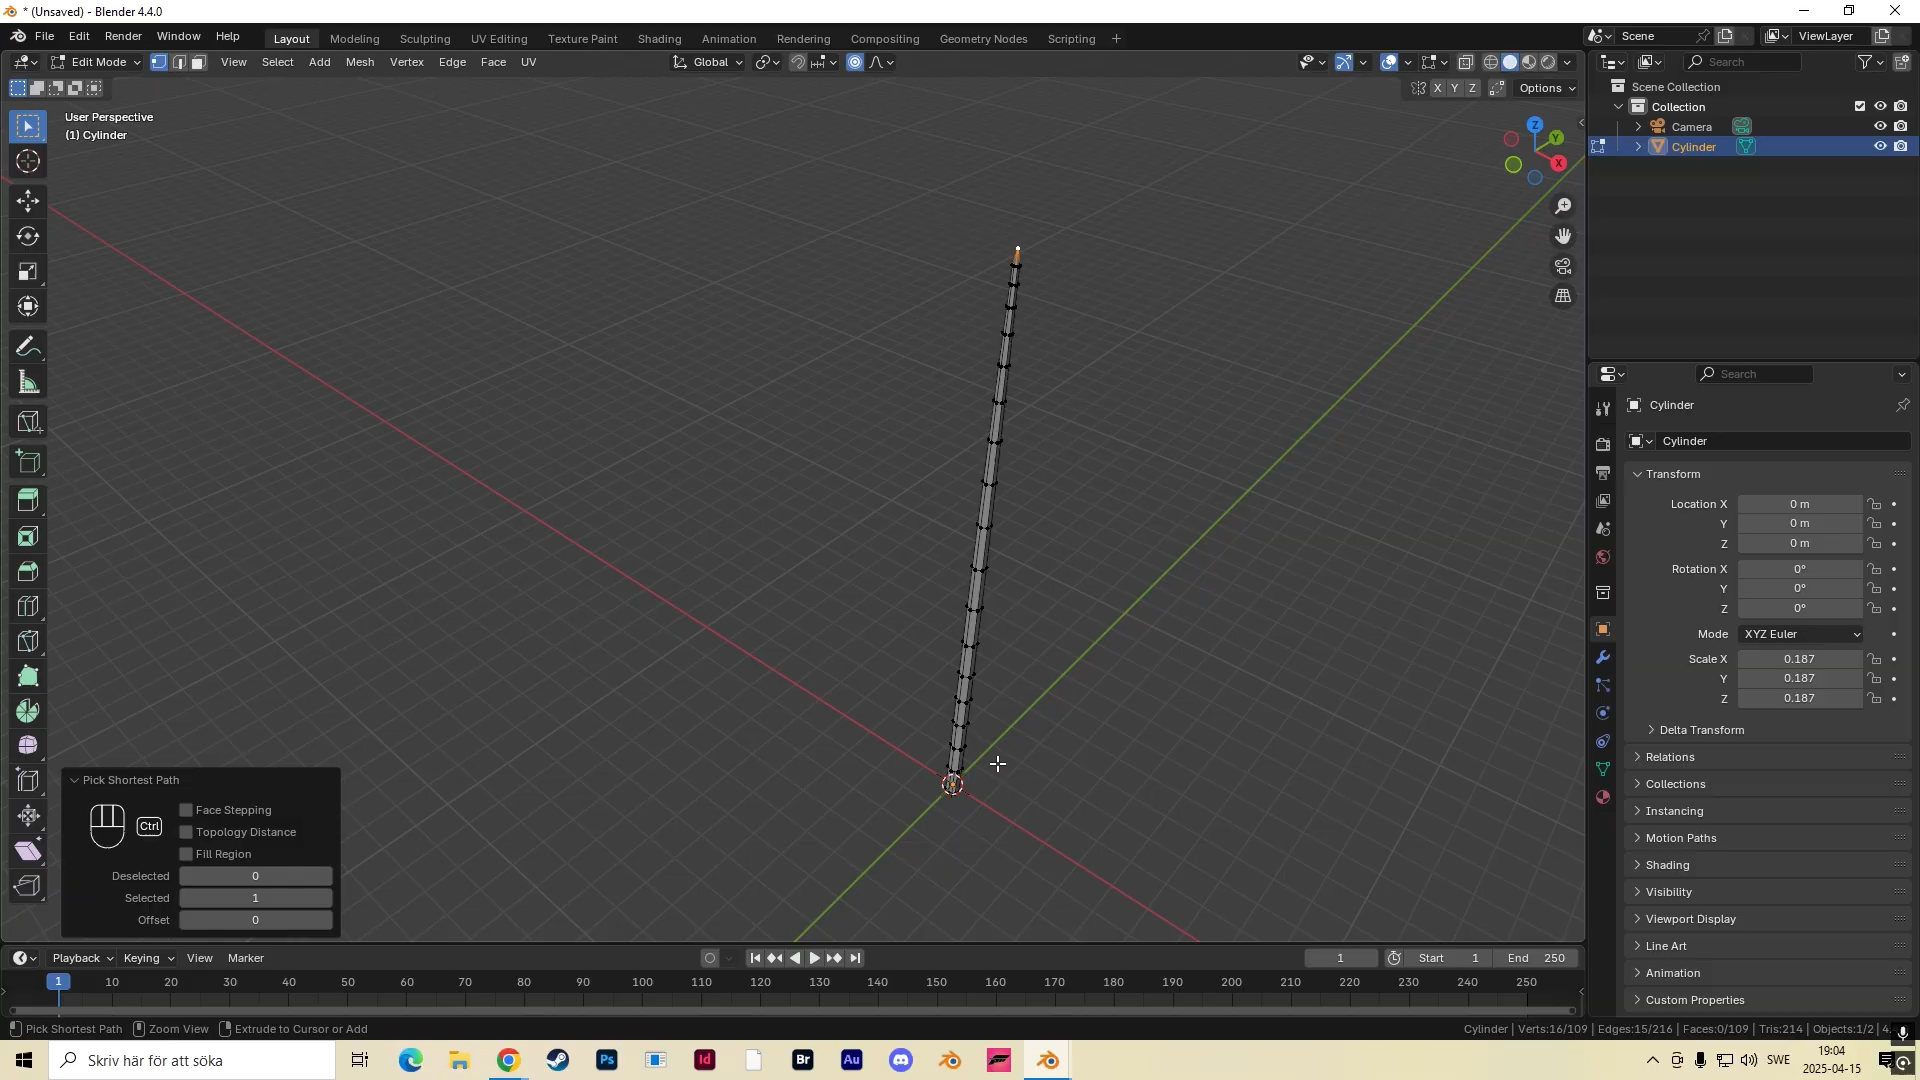 * (Unsaved) - Blender 4.4.0
File Edit Render Window Help
Layout Modeling Sculpting UV Editing Texture Paint Shading Animation Rendering Compositing Geometry Nodes Scripting +
Scene
ViewLayer
Edit Mode View Select Add Mesh Vertex Edge Face UV
Global
Search
X Y Z Options
User Perspective
(1) Cylinder
Z
Y
X
Scene Collection
Collection
Camera
Cylinder
Search
Cylinder
Cylinder
Transform
Location X 0 m
Y 0 m
Z 0 m
Rotation X 0°
Y 0°
Z 0°
Mode XYZ Euler
Scale X 0.187
Y 0.187
Z 0.187
Delta Transform
Relations
Collections
Instancing
Motion Paths
Shading
Visibility
Viewport Display
Line Art
Animation
Custom Properties
Pick Shortest Path
Ctrl
Face Stepping
Topology Distance
Fill Region
Deselected 0
Selected 1
Offset 0
Playback Keying View Marker
1 Start 1 End 250
1 10 20 30 40 50 60 70 80 90 100 110 120 130 140 150 160 170 180 190 200 210 220 230 240 250
Pick Shortest Path Zoom View Extrude to Cursor or Add
Cylinder | Verts:16/109 | Edges:15/216 | Faces:0/109 | Tris:214 | Objects:1/2 | 4.
Skriv här för att söka
Ps
Id
Br
Au
SWE
19:04
2025-04-15